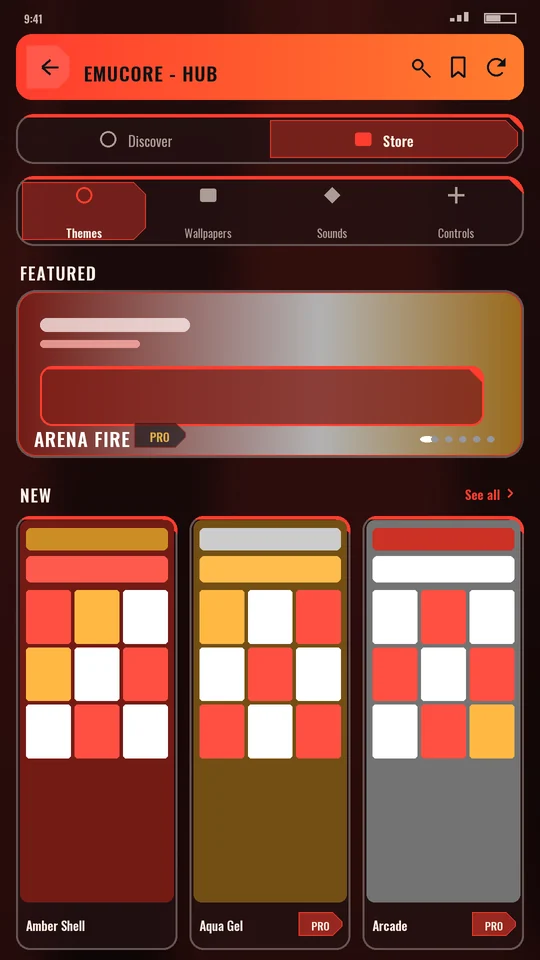 9:41
EMUCORE - HUB
Discover
Store
Themes
Wallpapers
Sounds
Controls
FEATURED
ARENA FIRE
PRO
NEW
See all
Amber Shell
Aqua Gel
PRO
Arcade
PRO